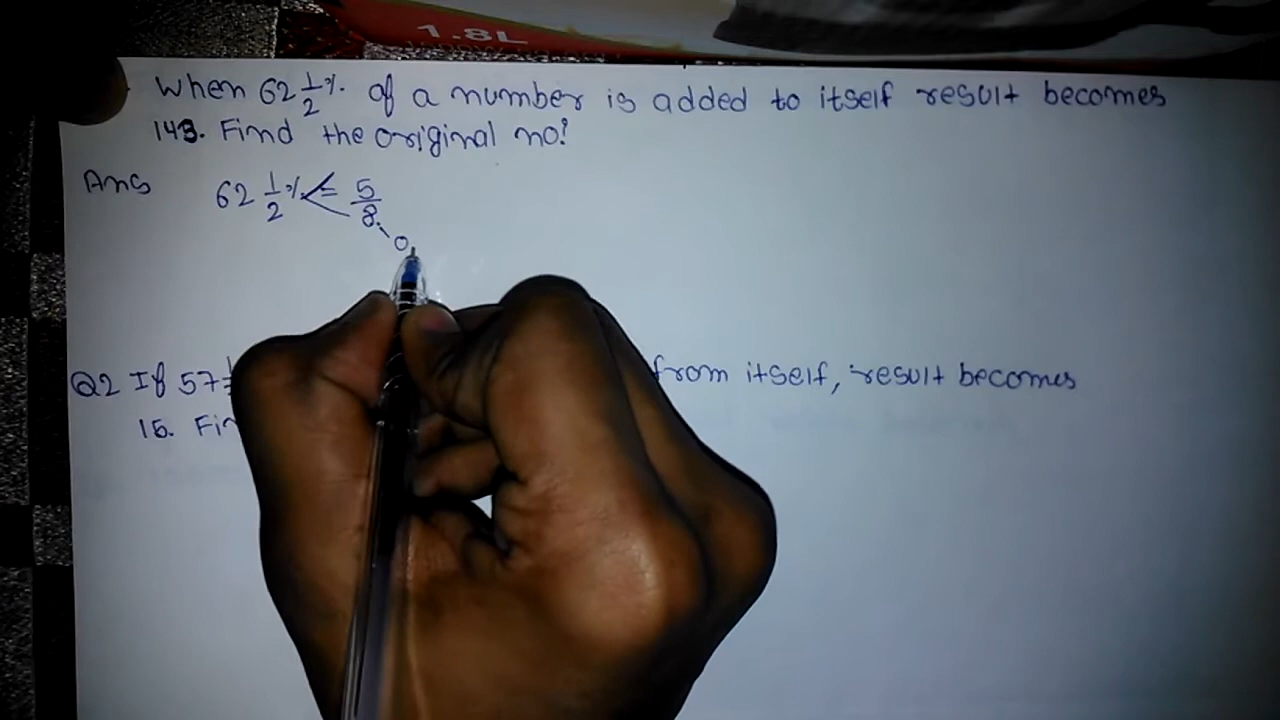 1.8L
When 62 1/2 % of a number is added to itself result becomes
143. Find the original no?
Ans 62 1/2 % = 5/8
Q2 If 57 from itself, result becomes
16.